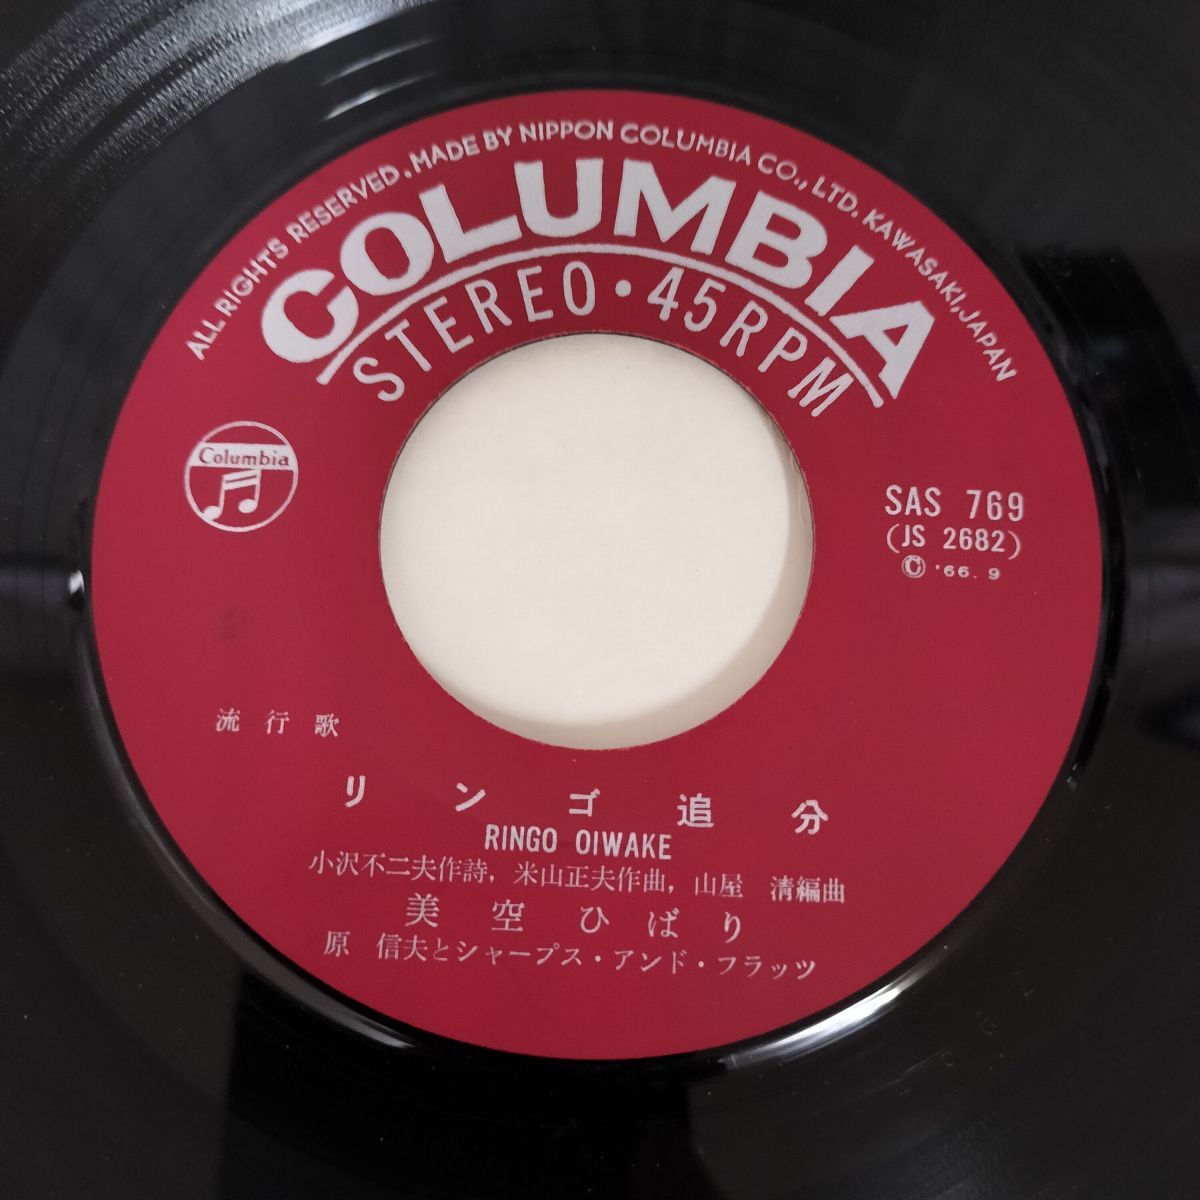 ALL RIGHTS RESERVED. MADE BY NIPPON COLUMBIA CO., LTD. KAWASAKI, JAPAN
COLUMBIA
STEREO・45RPM
Columbia
SAS 769
(JS 2682)
Ⓒ '66. 9
流行歌
リンゴ追分
RINGO OIWAKE
小沢不二夫作詩, 米山正夫作曲, 山屋 清編曲
美空ひばり
原 信夫とシャープス・アンド・フラッツ